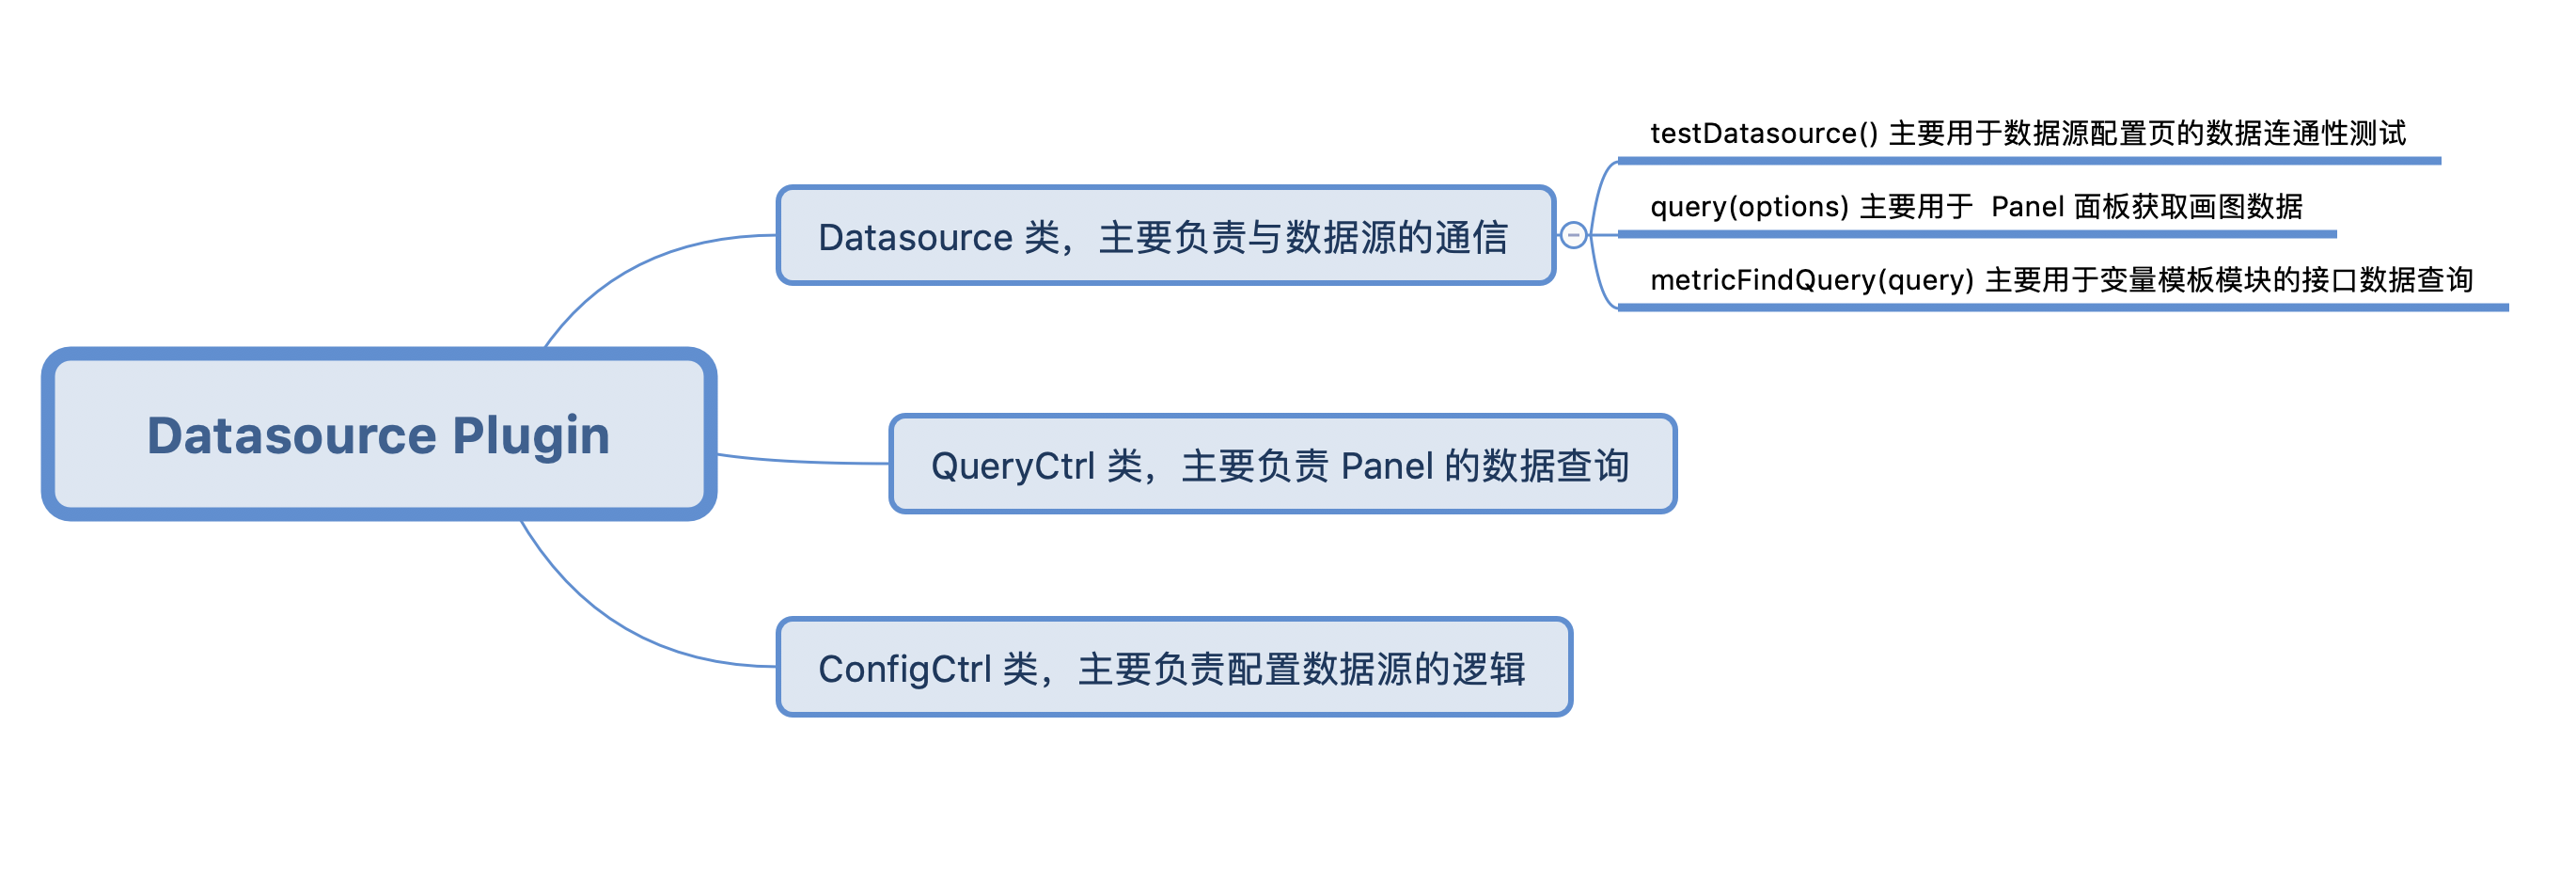 Datasource Plugin
Datasource 类，主要负责与数据源的通信
testDatasource() 主要用于数据源配置页的数据连通性测试
query(options) 主要用于  Panel 面板获取画图数据
metricFindQuery(query) 主要用于变量模板模块的接口数据查询
QueryCtrl 类，主要负责 Panel 的数据查询
ConfigCtrl 类，主要负责配置数据源的逻辑